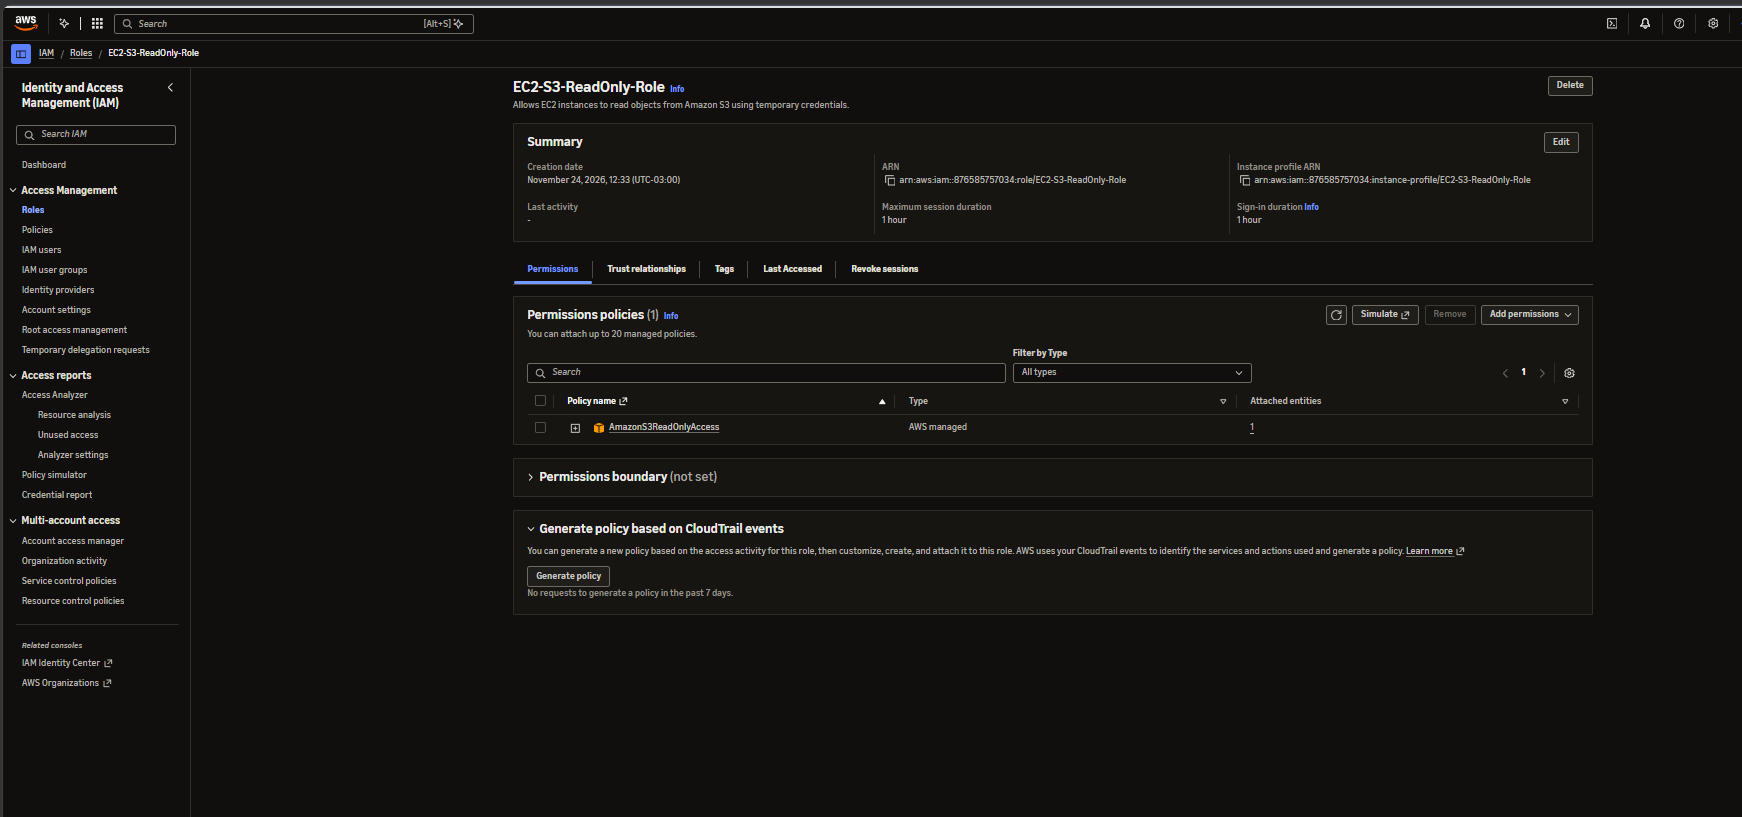 aws
Search [Alt+S]
IAM / Roles / EC2-S3-ReadOnly-Role
Identity and Access
Management (IAM)
Search IAM
Dashboard
Access Management
Roles
Policies
IAM users
IAM user groups
Identity providers
Account settings
Root access management
Temporary delegation requests
Access reports
Access Analyzer
Resource analysis
Unused access
Analyzer settings
Policy simulator
Credential report
Multi-account access
Account access manager
Organization activity
Service control policies
Resource control policies
Related consoles
IAM Identity Center
AWS Organizations
EC2-S3-ReadOnly-Role Info
Delete
Allows EC2 instances to read objects from Amazon S3 using temporary credentials.
Summary
Edit
Creation date
November 24, 2026, 12:33 (UTC-03:00)
ARN
arn:aws:iam::876585757034:role/EC2-S3-ReadOnly-Role
Instance profile ARN
arn:aws:iam::876585757034:instance-profile/EC2-S3-ReadOnly-Role
Last activity
-
Maximum session duration
1 hour
Sign-in duration Info
1 hour
Permissions
Trust relationships
Tags
Last Accessed
Revoke sessions
Permissions policies (1) Info
Simulate
Remove
Add permissions
You can attach up to 20 managed policies.
Filter by Type
Search
All types
1
Policy name
Type
Attached entities
AmazonS3ReadOnlyAccess
AWS managed
1
Permissions boundary (not set)
Generate policy based on CloudTrail events
You can generate a new policy based on the access activity for this role, then customize, create, and attach it to this role. AWS uses your CloudTrail events to identify the services and actions used and generate a policy. Learn more
Generate policy
No requests to generate a policy in the past 7 days.